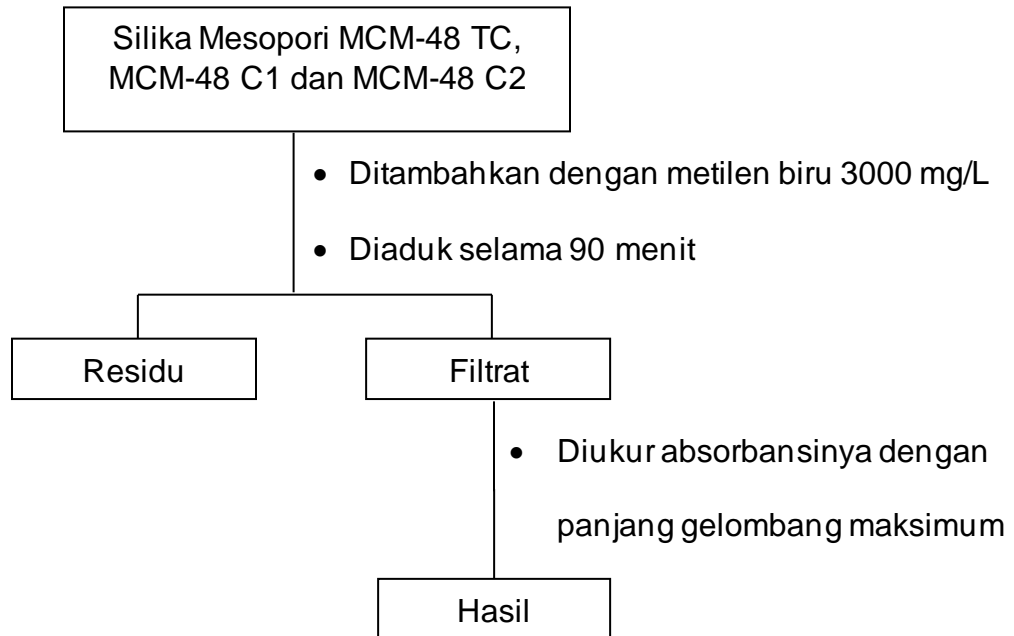 Silika Mesopori MCM-48 TC,
MCM-48 C1 dan MCM-48 C2
• Ditambahkan dengan metilen biru 3000 mg/L
• Diaduk selama 90 menit
Residu
Filtrat
• Diukur absorbansinya dengan
panjang gelombang maksimum
Hasil